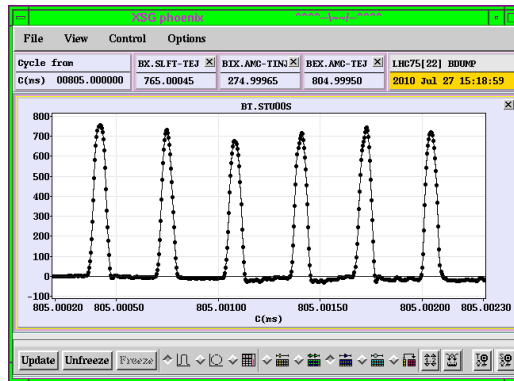 XSG phoenix
File View Control Options
Cycle from BX.SLFT-TEJ BIX.AMC-TINJ BEX.AMC-TEJ LHC75[22] BDUMP
C(ms) 00805.000000 765.00045 274.99965 804.99950 2010 Jul 27 15:18:59
BT.STU00S
800
700
600
500
400
300
200
100
0
-100
805.00020 805.00050 805.00100 805.00150 805.00200 805.00230
C(ms)
Update Unfreeze Freeze